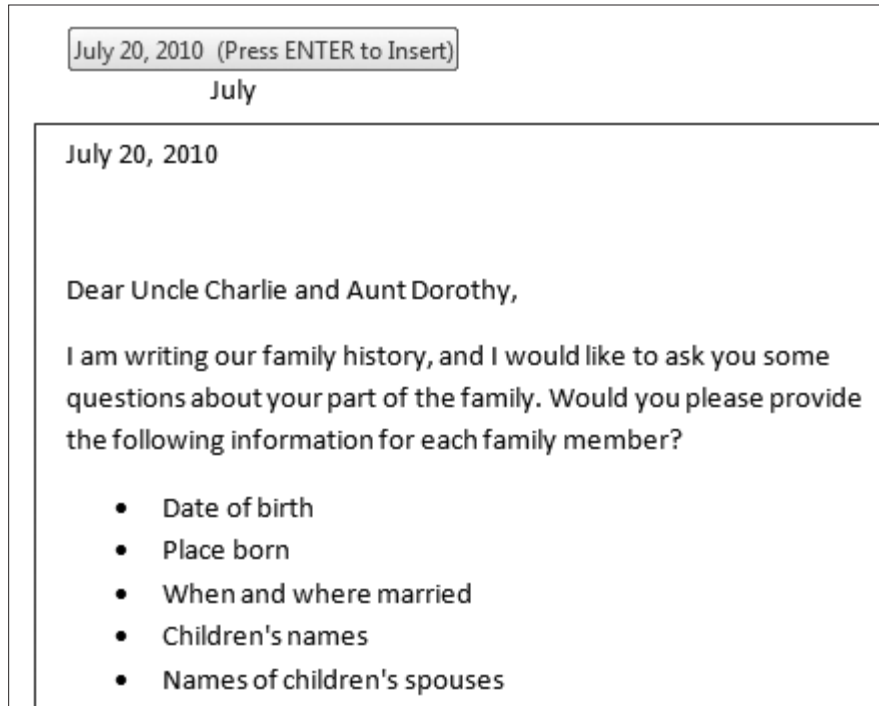 July 20, 2010 (Press ENTER to Insert)
July
July 20, 2010
Dear Uncle Charlie and Aunt Dorothy,
I am writing our family history, and I would like to ask you some
questions about your part of the family. Would you please provide
the following information for each family member?
• Date of birth
• Place born
• When and where married
• Children's names
• Names of children's spouses